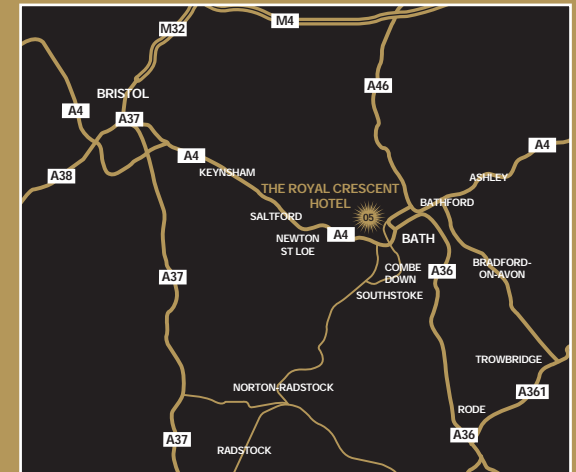 M4
M32
A46
BRISTOL
A4
A37
A4
A4
KEYNSHAM
A38
ASHLEY
THE ROYAL CRESCENT
HOTEL
BATHFORD
SALTFORD
05
NEWTON
ST LOE
A4
BATH
COMBE
DOWN
A36
BRADFORD-
ON-AVON
A37
SOUTHSTOKE
TROWBRIDGE
NORTON-RADSTOCK
A361
RODE
A37
A36
RADSTOCK